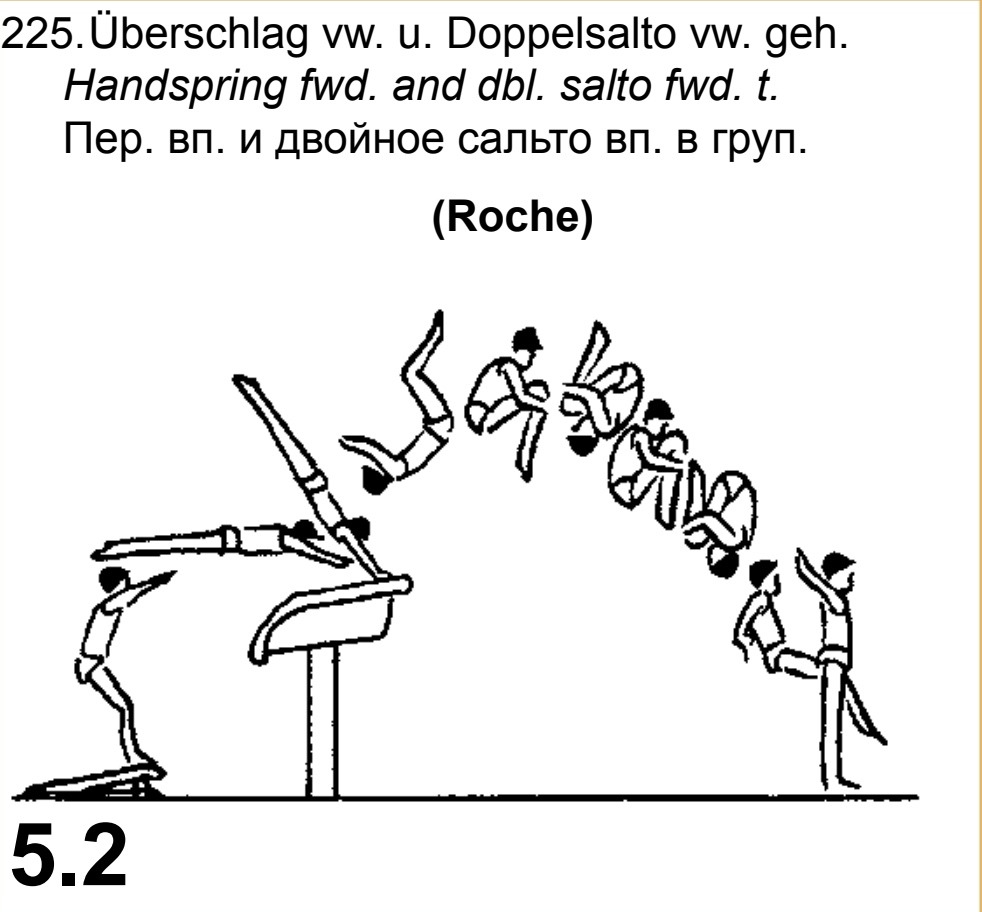 225.Überschlag vw. u. Doppelsalto vw. geh.
Handspring fwd. and dbl. salto fwd. t.
Пер. вп. и двойное сальто вп. в груп.
(Roche)
5.2